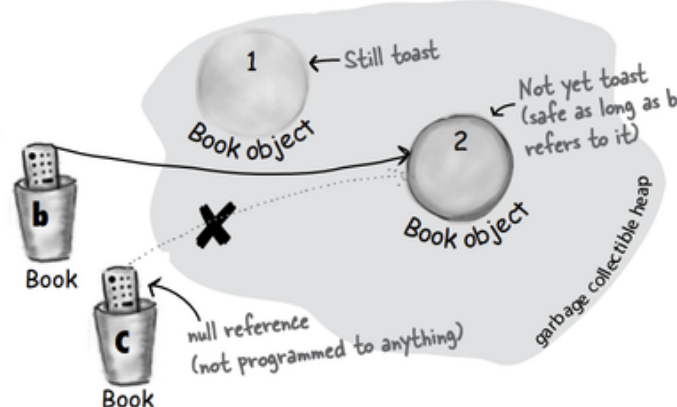 1
Still toast
Book object
Not yet toast
(safe as long as b
refers to it)
2
Book object
b
Book
c
Book
null reference
(not programmed to anything)
garbage collectible heap